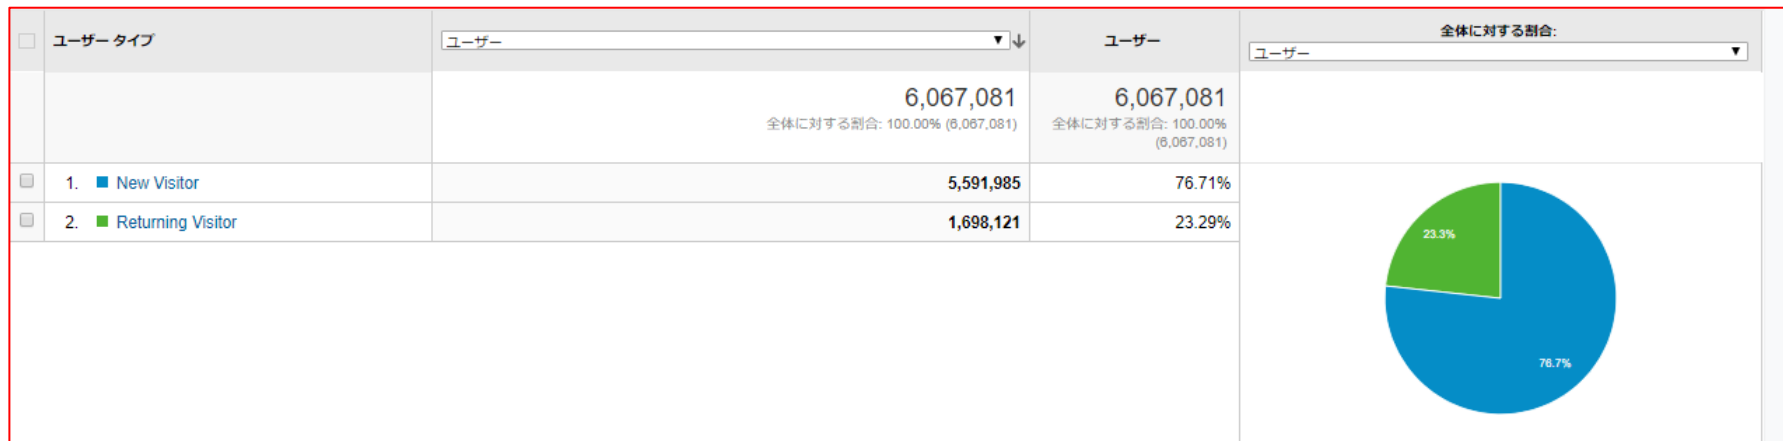 ユーザー タイプ
ユーザー
ユーザー
全体に対する割合:
ユーザー
6,067,081
全体に対する割合: 100.00% (6,067,081)
6,067,081
全体に対する割合: 100.00%
(6,067,081)
1. New Visitor 5,591,985 76.71%
2. Returning Visitor 1,698,121 23.29%
23.3%
76.7%